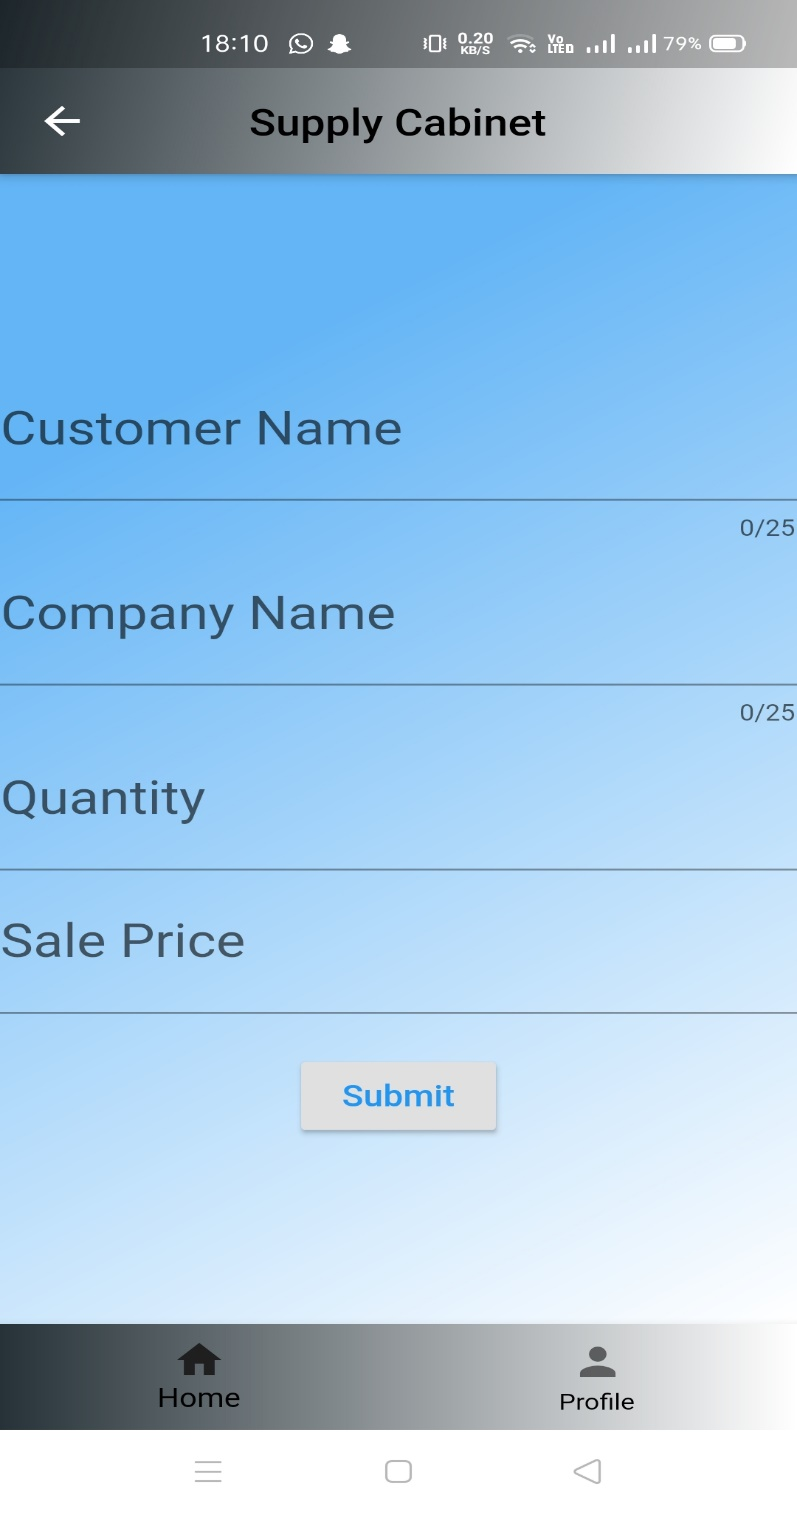 18:10 0.20 KB/S Vo LTED 79%
Supply Cabinet
Customer Name
0/25
Company Name
0/25
Quantity
Sale Price
Submit
Home Profile